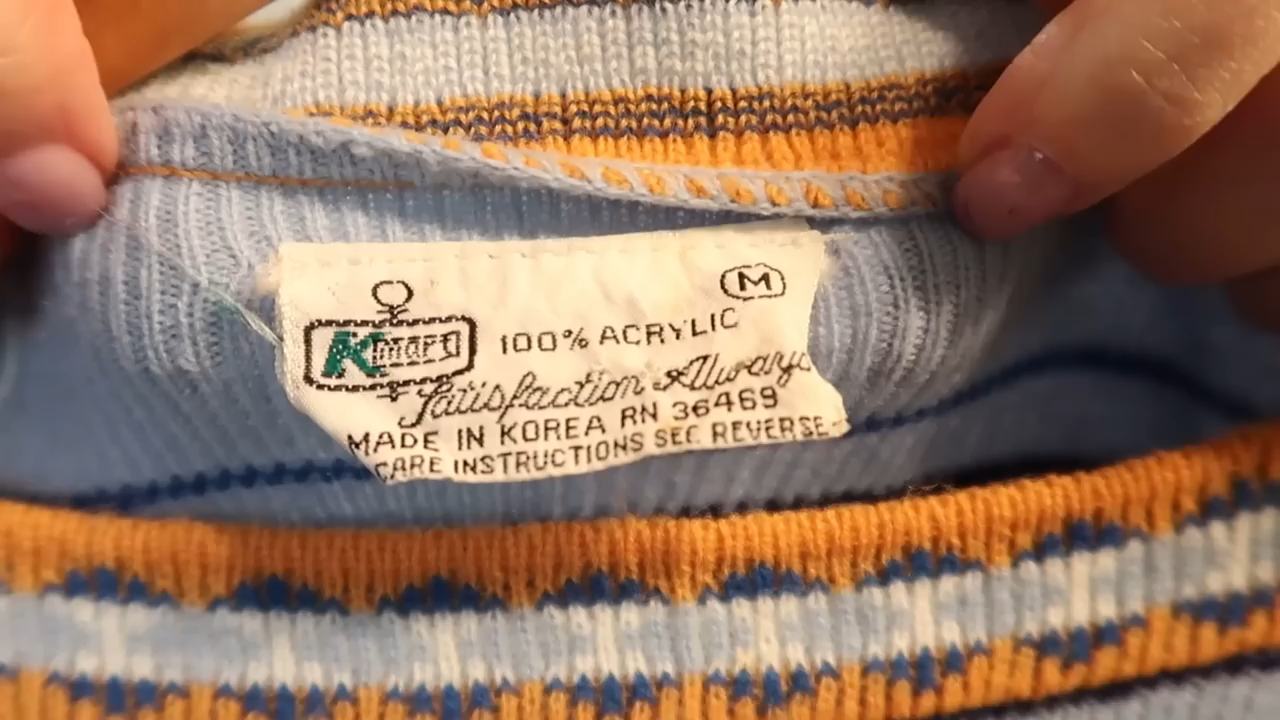 M
Kmart 100% ACRYLIC
Satisfaction Always
MADE IN KOREA RN 36469
CARE INSTRUCTIONS SEE REVERSE